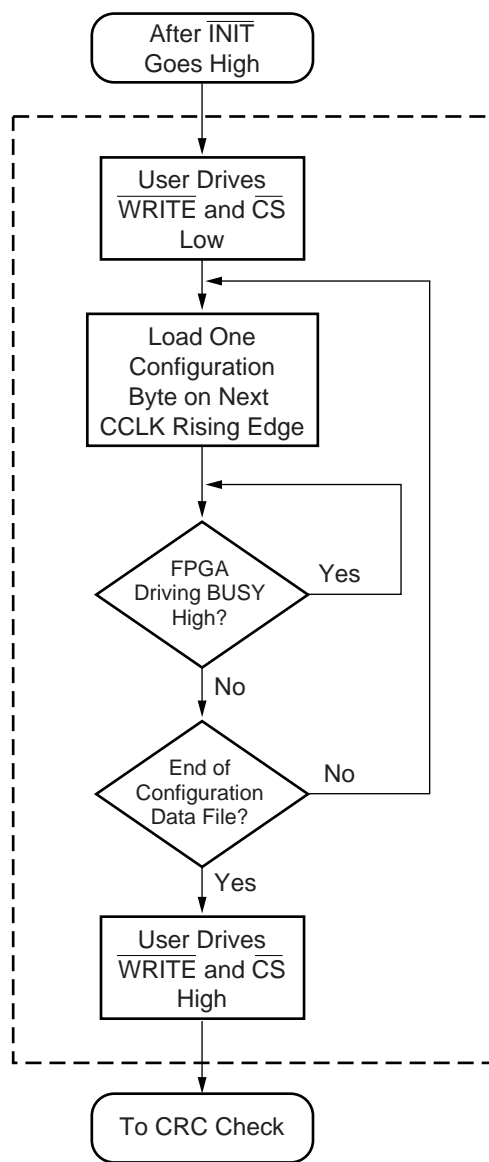 After INIT
Goes High
User Drives
WRITE and CS
Low
Load One
Configuration
Byte on Next
CCLK Rising Edge
FPGA
Driving BUSY
High?
Yes
No
End of
Configuration
Data File?
No
Yes
User Drives
WRITE and CS
High
To CRC Check